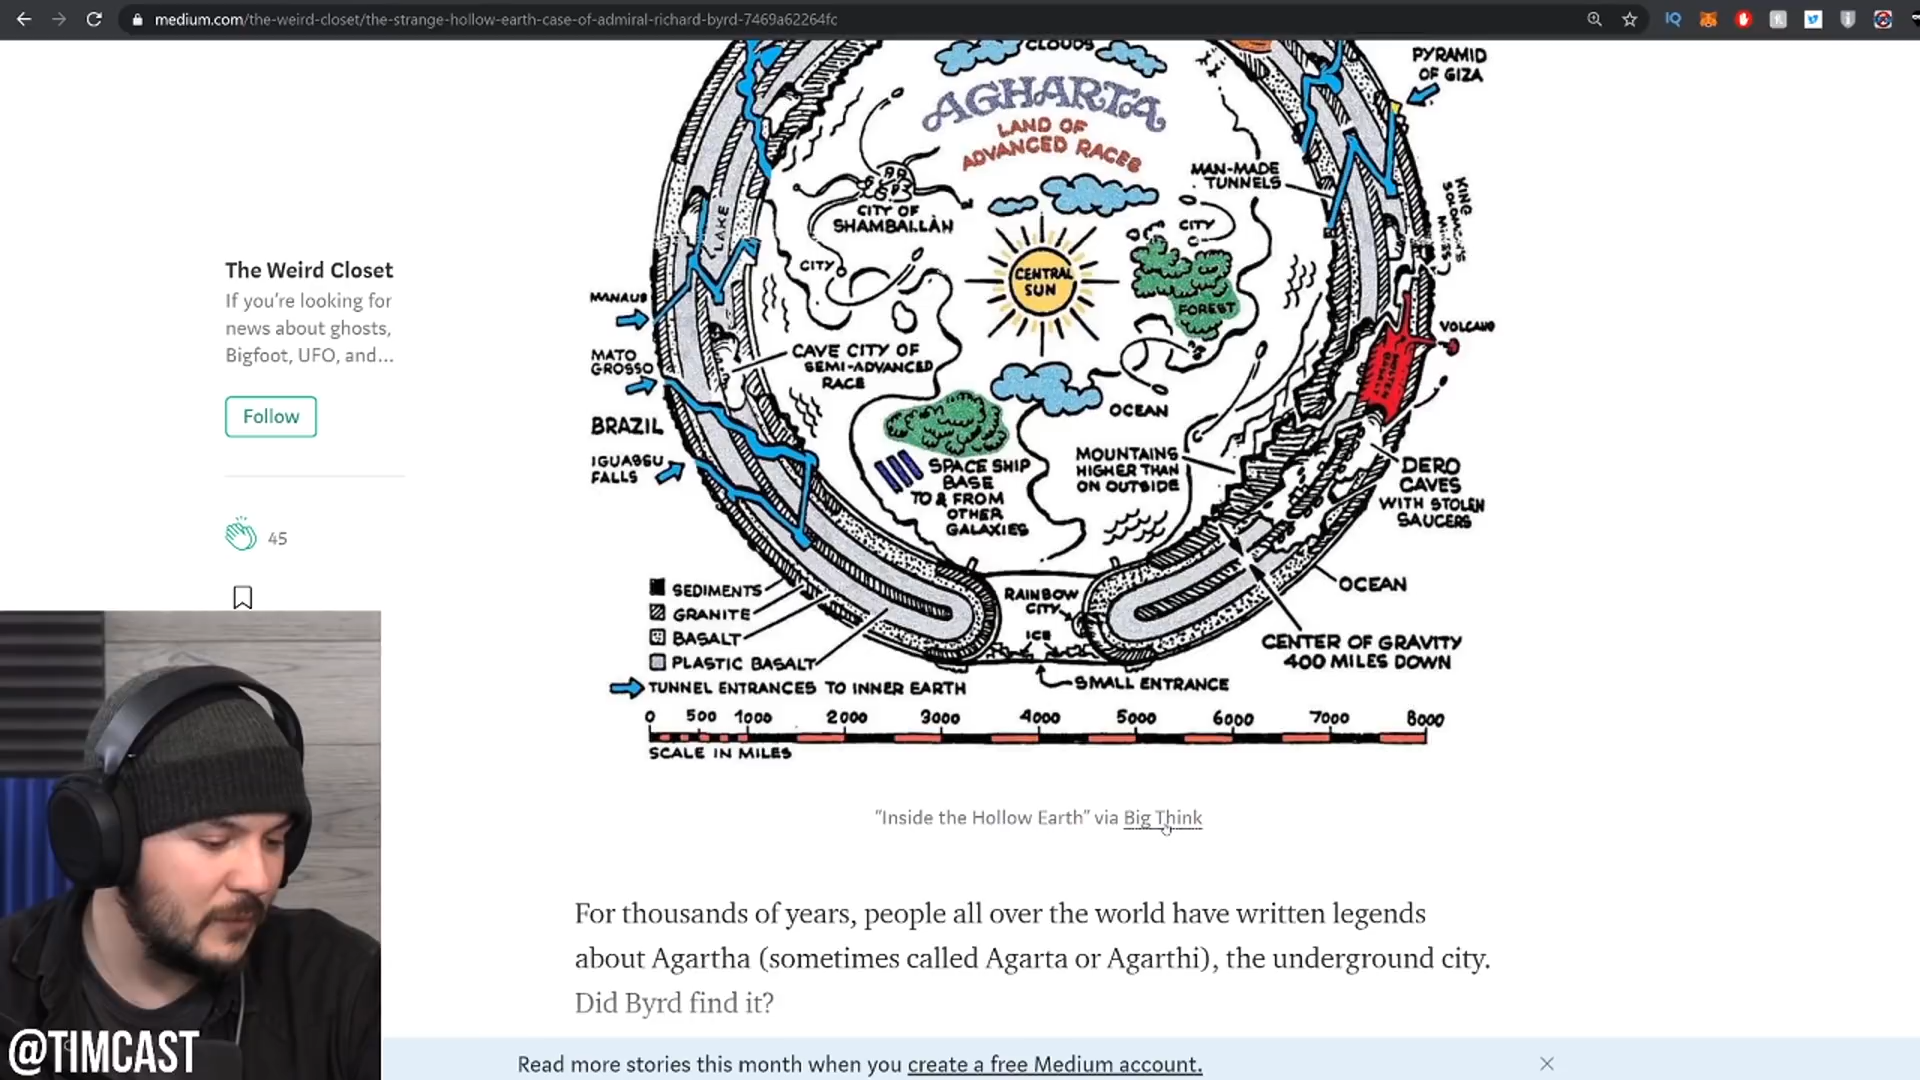 medium.com/the-weird-closet/the-strange-hollow-earth-case-of-admiral-richard-byrd-7469a62264fc
CLOUDS
PYRAMID
OF GIZA
AGHARTA
LAND OF
ADVANCED RACES
MAN-MADE
TUNNELS
KING
SOLOMON'S
MINES
LAKE
CITY OF
SHAMBALLÀH
CITY
CITY
CENTRAL
SUN
FOREST
The Weird Closet
If you're looking for
news about ghosts,
Bigfoot, UFO, and...
Follow
45
MANAUS
MATO
GROSSO
BRAZIL
IGUASSU
FALLS
CAVE CITY OF
SEMI-ADVANCED
RACE
VOLCANO
MOLTEN
BASALT
OCEAN
SPACE SHIP
BASE
TO & FROM
OTHER
GALAXIES
MOUNTAINS
HIGHER THAN
ON OUTSIDE
DERO
CAVES
WITH STOLEN
SAUCERS
OCEAN
SEDIMENTS
GRANITE
BASALT
PLASTIC BASALT
TUNNEL ENTRANCES TO INNER EARTH
RAINBOW
CITY
ICE
SMALL ENTRANCE
CENTER OF GRAVITY
400 MILES DOWN
0 500 1000 2000 3000 4000 5000 6000 7000 8000
SCALE IN MILES
"Inside the Hollow Earth" via Big Think
For thousands of years, people all over the world have written legends
about Agartha (sometimes called Agarta or Agarthi), the underground city.
Did Byrd find it?
@TIMCAST
Read more stories this month when you create a free Medium account.